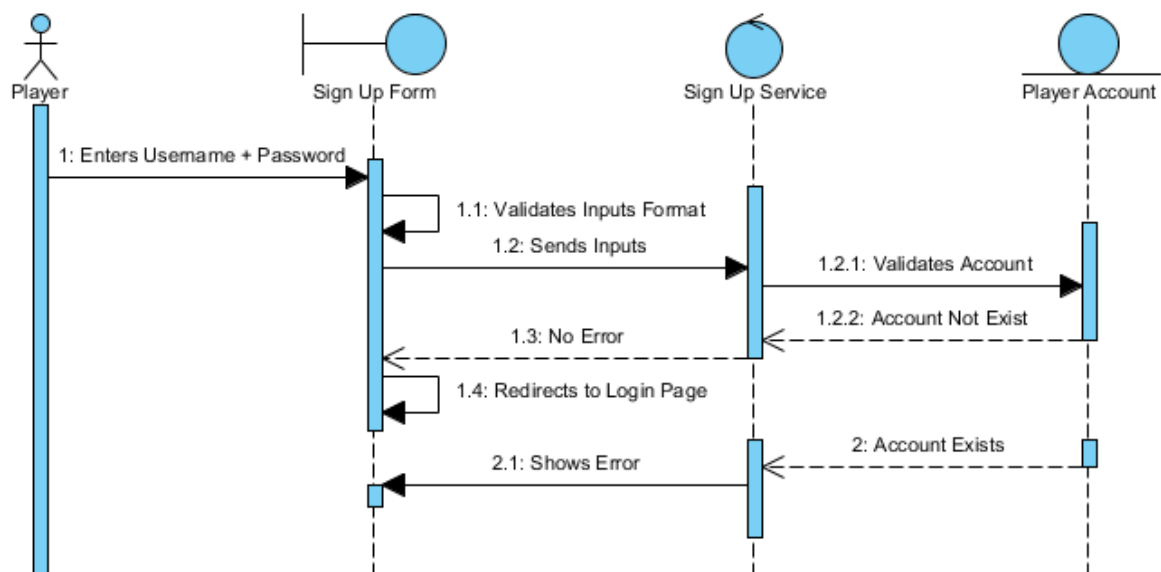 Player
Sign Up Form
Sign Up Service
Player Account
1: Enters Username + Password
1.1: Validates Inputs Format
1.2: Sends Inputs
1.2.1: Validates Account
1.2.2: Account Not Exist
1.3: No Error
1.4: Redirects to Login Page
2: Account Exists
2.1: Shows Error